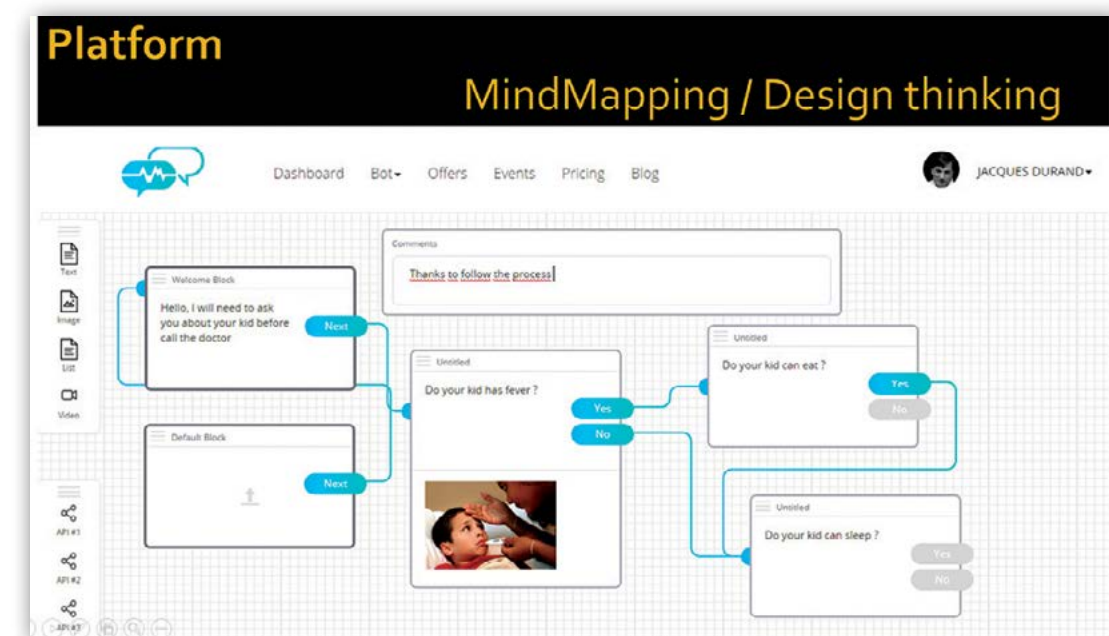 Platform
MindMapping / Design thinking
Dashboard Bot Offers Events Pricing Blog
JACQUES DURAND
Text
Image
List
Video
API #1
API #2
API #3
Comments
Thanks to follow the process
Welcome Block
Hello, I will need to ask
you about your kid before
call the doctor
Next
Default Block
Next
Untitled
Do your kid has fever ?
Yes
No
Untitled
Do your kid can eat ?
Yes
No
Untitled
Do your kid can sleep ?
Yes
No